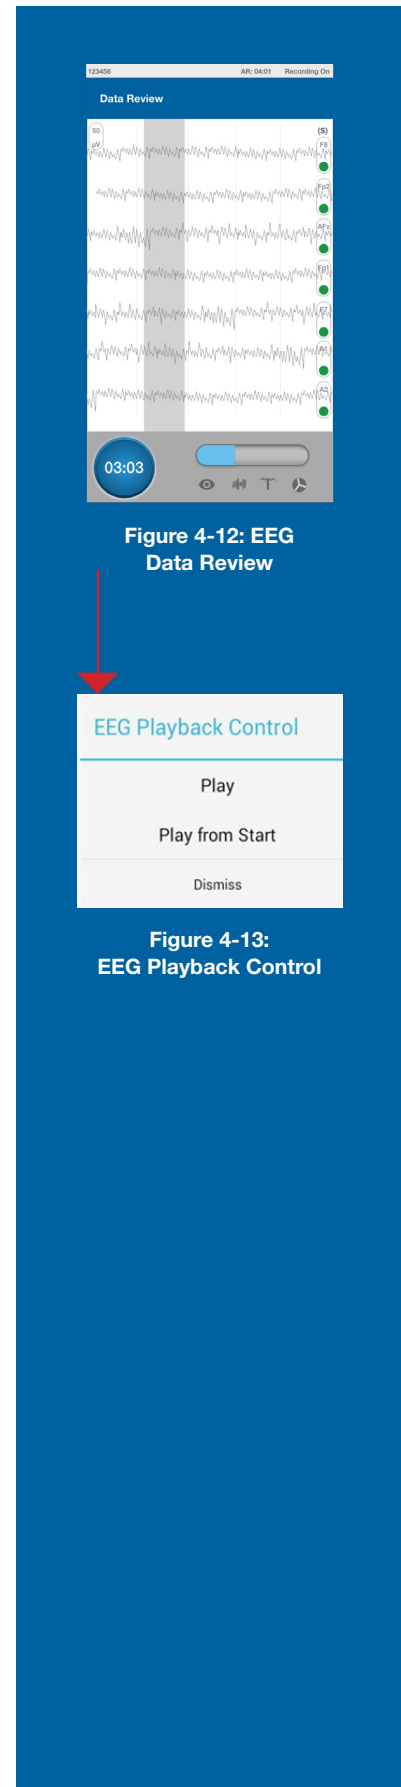 123456 AR: 04:01 Recording On
Data Review
50
µV
(S)
F8
Fp2
AFz
Fp1
F7
A1
A2
03:03
Figure 4-12: EEG
Data Review
EEG Playback Control
Play
Play from Start
Dismiss
Figure 4-13:
EEG Playback Control